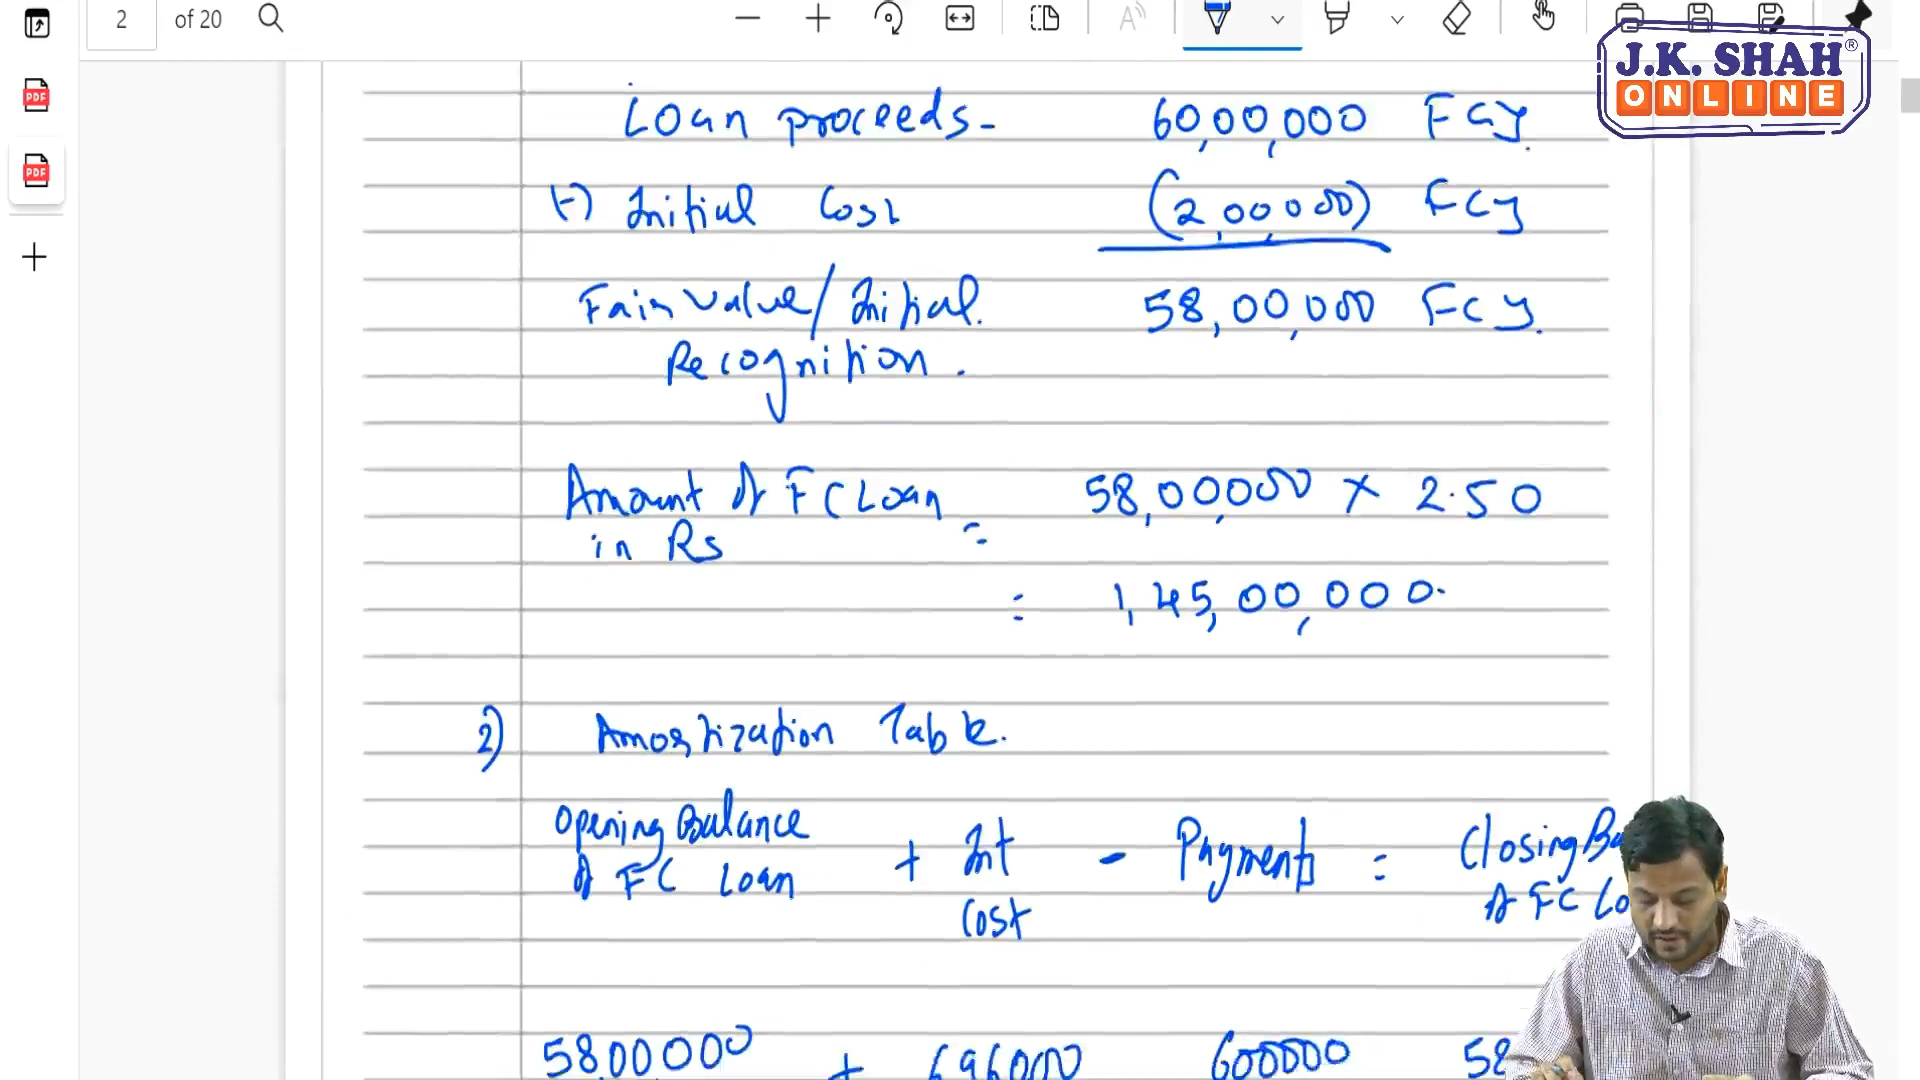 2 of 20
J.K. SHAH®
ONLINE
PDF
PDF
Loan proceeds- 60,00,000 FCy.
(-) Initial Cost (2,00,000) FCy
Fair Value/Initial. 58,00,000 FCy.
Recognition.
Amount of FC Loan = 58,00,000 x 2.50
in Rs
= 1,45,00,000.
2) Amortization Table.
Opening Balance + Int - Payments = Closing
of FC Loan Cost of FC
5800000 + 696000 600000 58